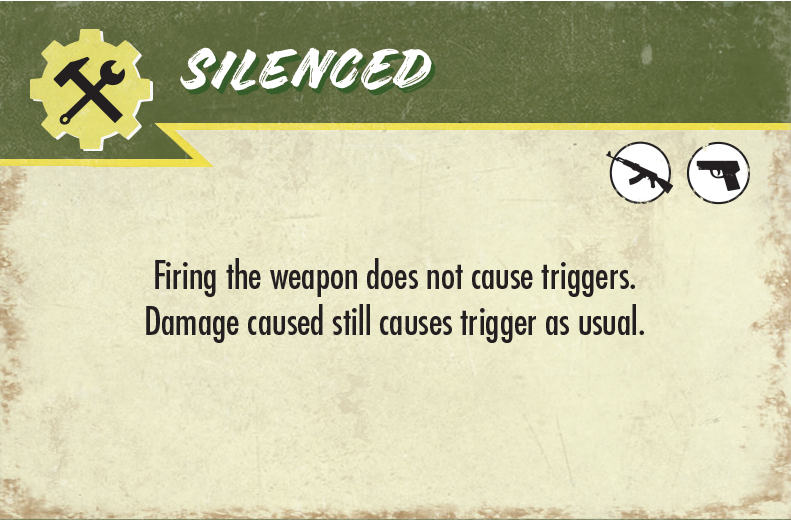 SILENCED
Firing the weapon does not cause triggers.
Damage caused still causes trigger as usual.